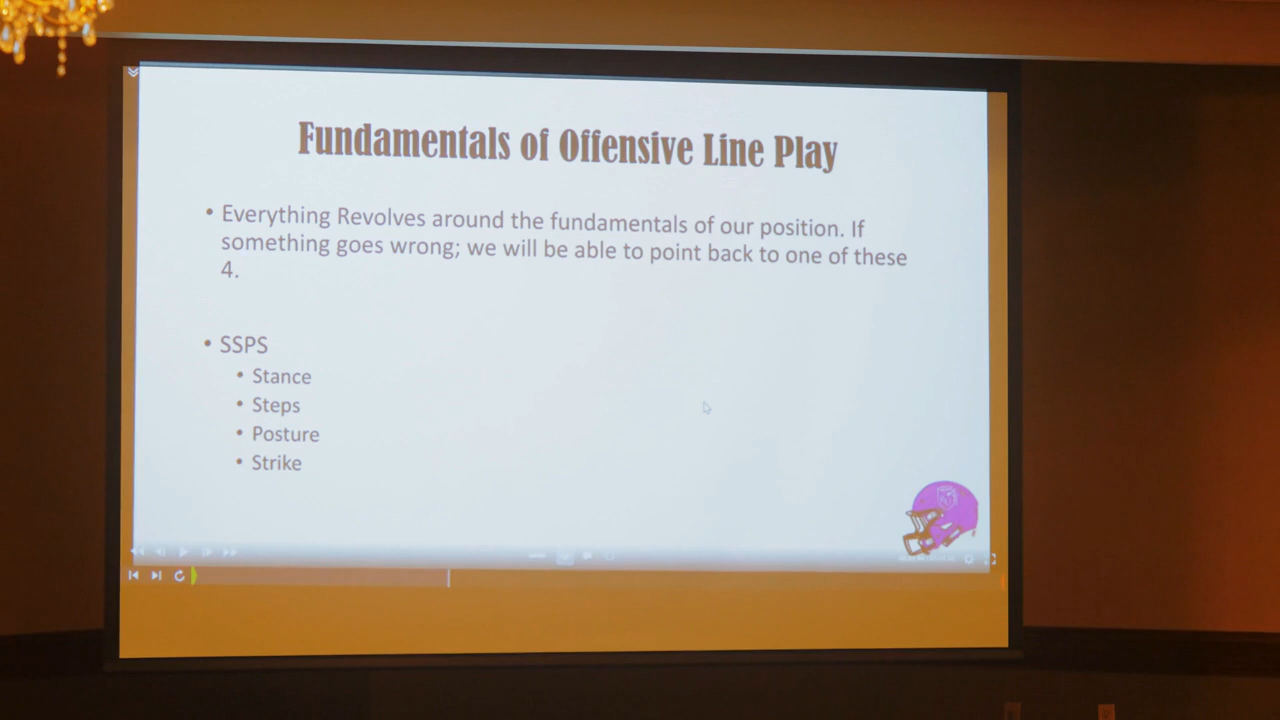 Fundamentals of Offensive Line Play
• Everything Revolves around the fundamentals of our position. If
something goes wrong; we will be able to point back to one of these
4.
• SSPS
• Stance
• Steps
• Posture
• Strike